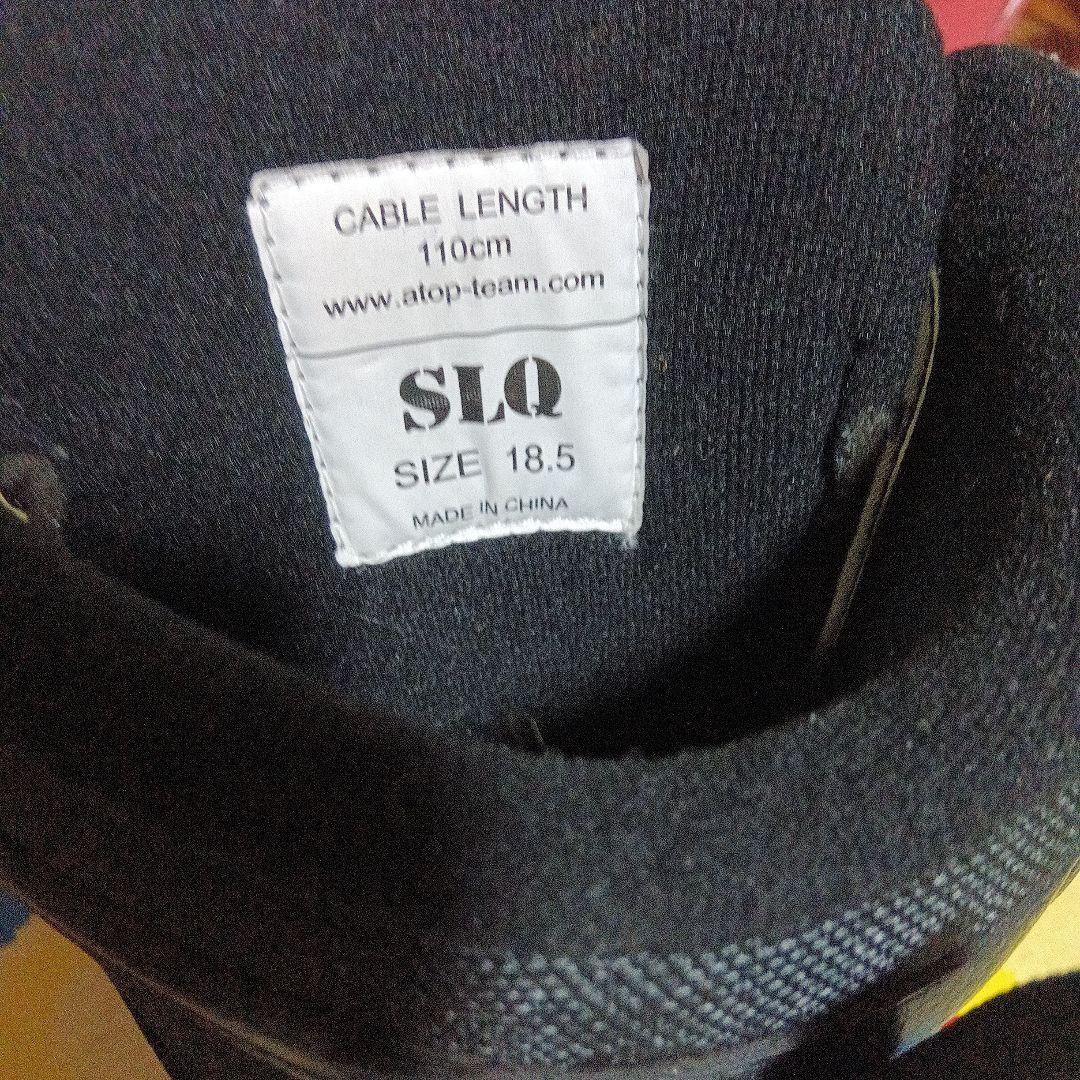 CABLE LENGTH
110cm
www.atop-team.com
SLQ
SIZE 18.5
MADE IN CHINA